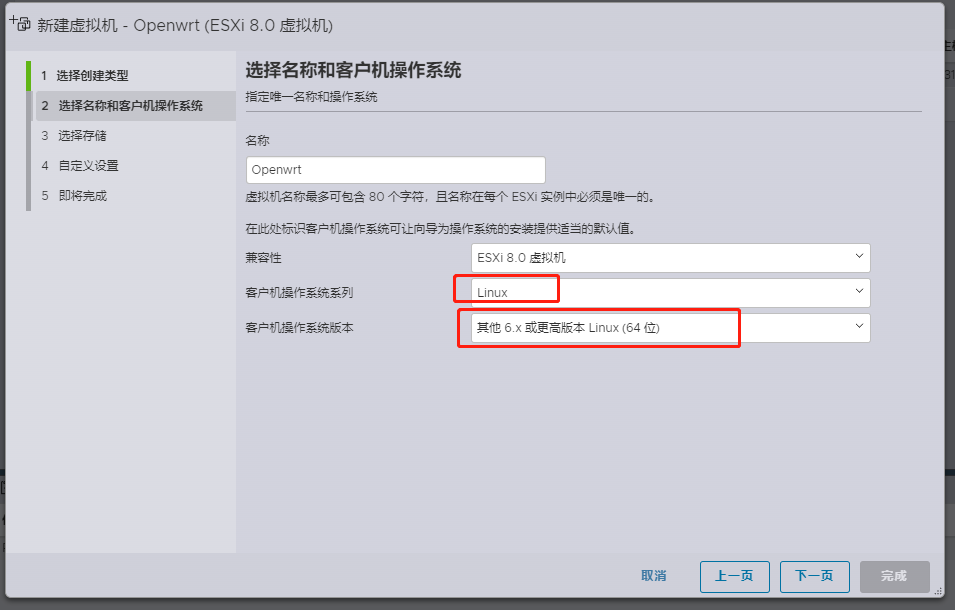 新建虚拟机 - Openwrt (ESXi 8.0 虚拟机)
1 选择创建类型
2 选择名称和客户机操作系统
3 选择存储
4 自定义设置
5 即将完成
选择名称和客户机操作系统
指定唯一名称和操作系统
名称
Openwrt
虚拟机名称最多可包含 80 个字符，且名称在每个 ESXi 实例中必须是唯一的。
在此处标识客户机操作系统可让向导为操作系统的安装提供适当的默认值。
兼容性 ESXi 8.0 虚拟机
客户机操作系统系列 Linux
客户机操作系统版本 其他 6.x 或更高版本 Linux (64 位)
取消 上一页 下一页 完成